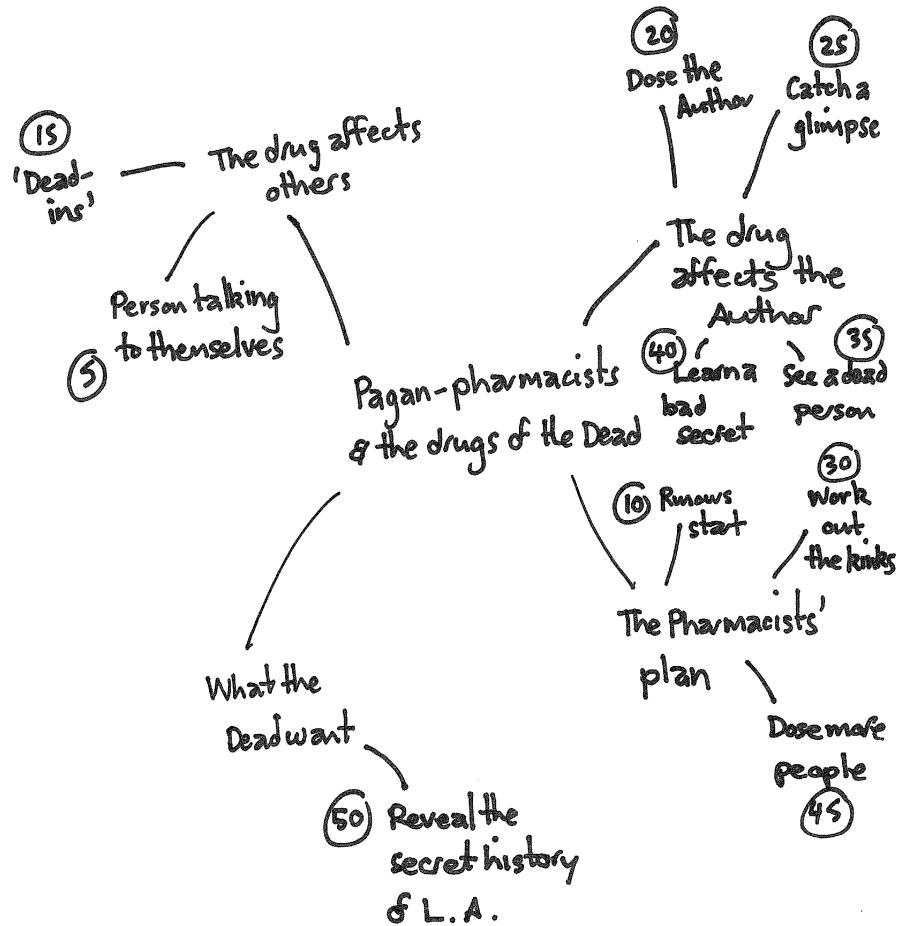 20
Dose the
Author
25
Catch a
glimpse
15
'Dead-
ins'
The drug affects
others
The drug
affects the
Author
Person talking
to themselves
5
40
Learn a
bad
secret
35
See a dead
person
Pagan-pharmacists
& the drugs of the Dead
10 Rumours
start
30
Work
out
the kinks
The Pharmacists'
plan
What the
Dead want
Dose more
people
45
50 Reveal the
secret history
of L.A.